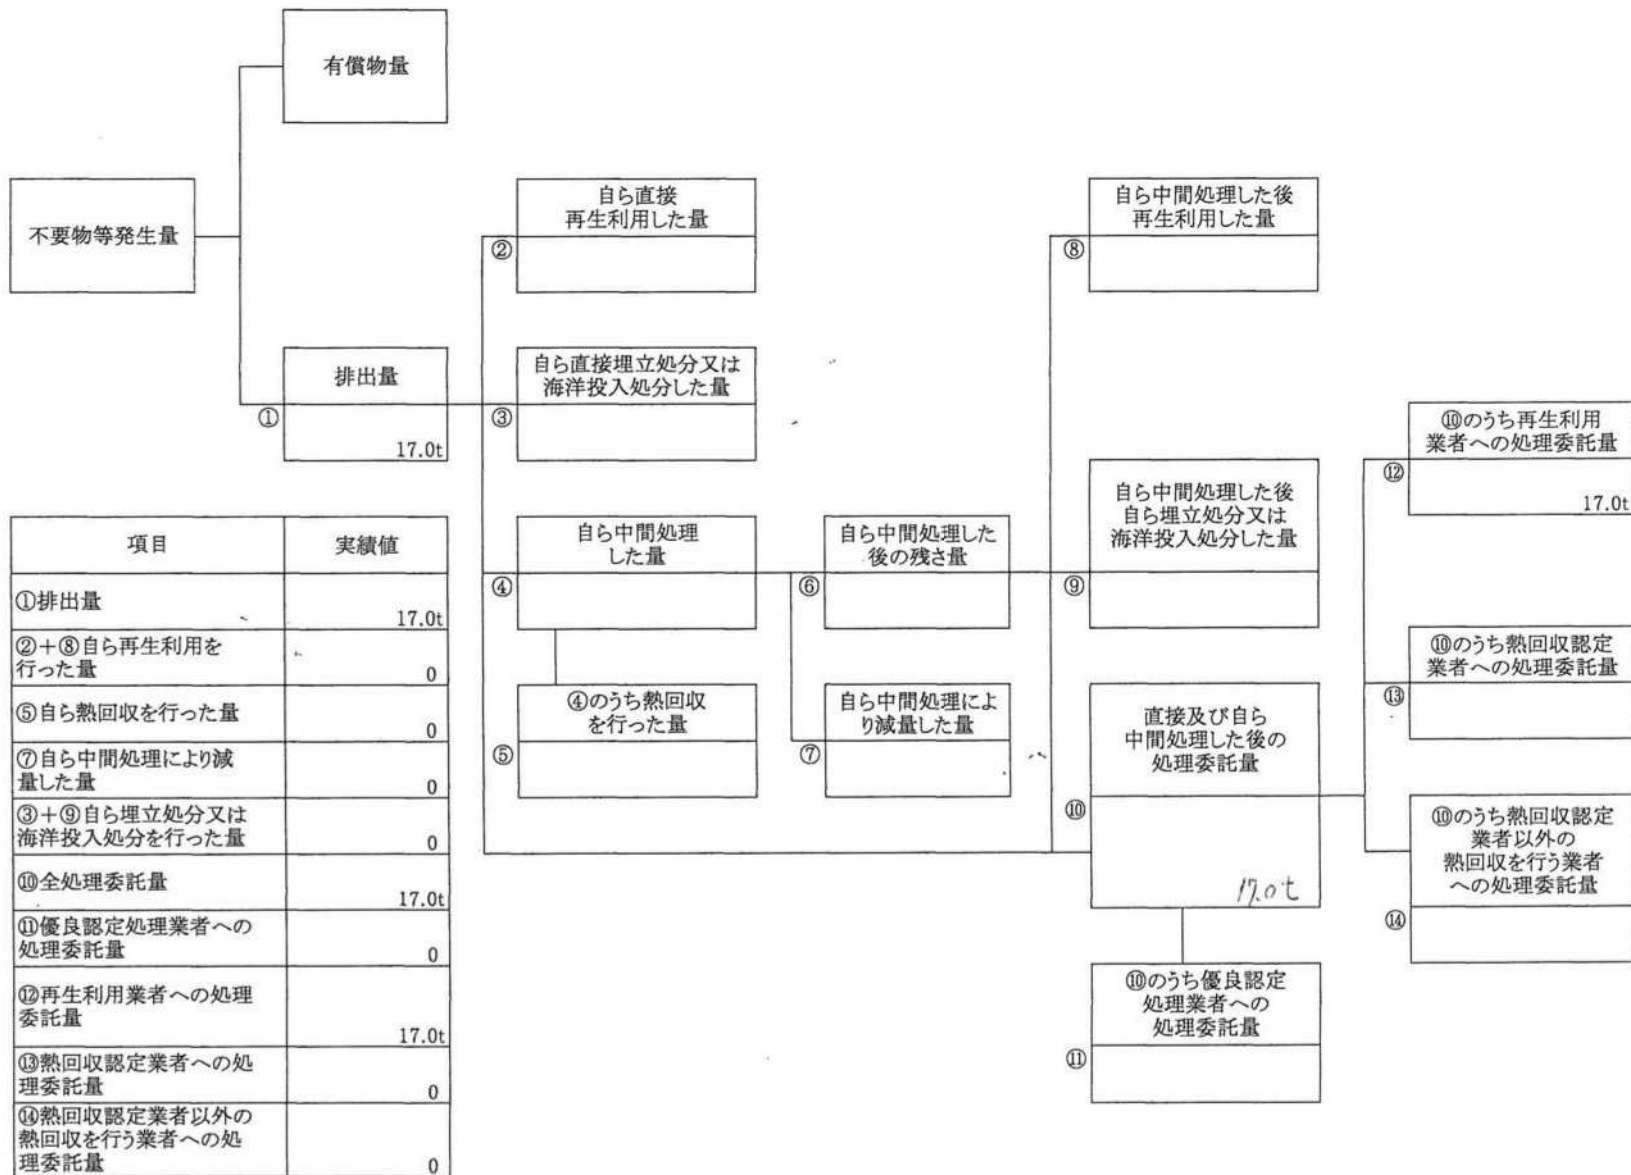 有償物量
不要物等発生量
自ら直接
再生利用した量
②
自ら中間処理した後
再生利用した量
⑧
排出量
①
17.0t
自ら直接埋立処分又は
海洋投入処分した量
③
⑩のうち再生利用
業者への処理委託量
⑫
17.0t
自ら中間処理した後
自ら埋立処分又は
海洋投入処分した量
⑨
自ら中間処理
した量
④
自ら中間処理した
後の残さ量
⑥
⑩のうち熱回収認定
業者への処理委託量
⑬
④のうち熱回収
を行った量
⑤
自ら中間処理によ
り減量した量
⑦
直接及び自ら
中間処理した後の
処理委託量
⑩
17.0t
⑩のうち熱回収認定
業者以外の
熱回収を行う業者
への処理委託量
⑭
⑩のうち優良認定
処理業者への
処理委託量
⑪
項目 実績値
①排出量
17.0t
②+⑧自ら再生利用を
行った量 0
⑤自ら熱回収を行った量
0
⑦自ら中間処理により減
量した量 0
③+⑨自ら埋立処分又は
海洋投入処分を行った量 0
⑩全処理委託量
17.0t
⑪優良認定処理業者への
処理委託量 0
⑫再生利用業者への処理
委託量
17.0t
⑬熱回収認定業者への処
理委託量 0
⑭熱回収認定業者以外の
熱回収を行う業者への処
理委託量 0